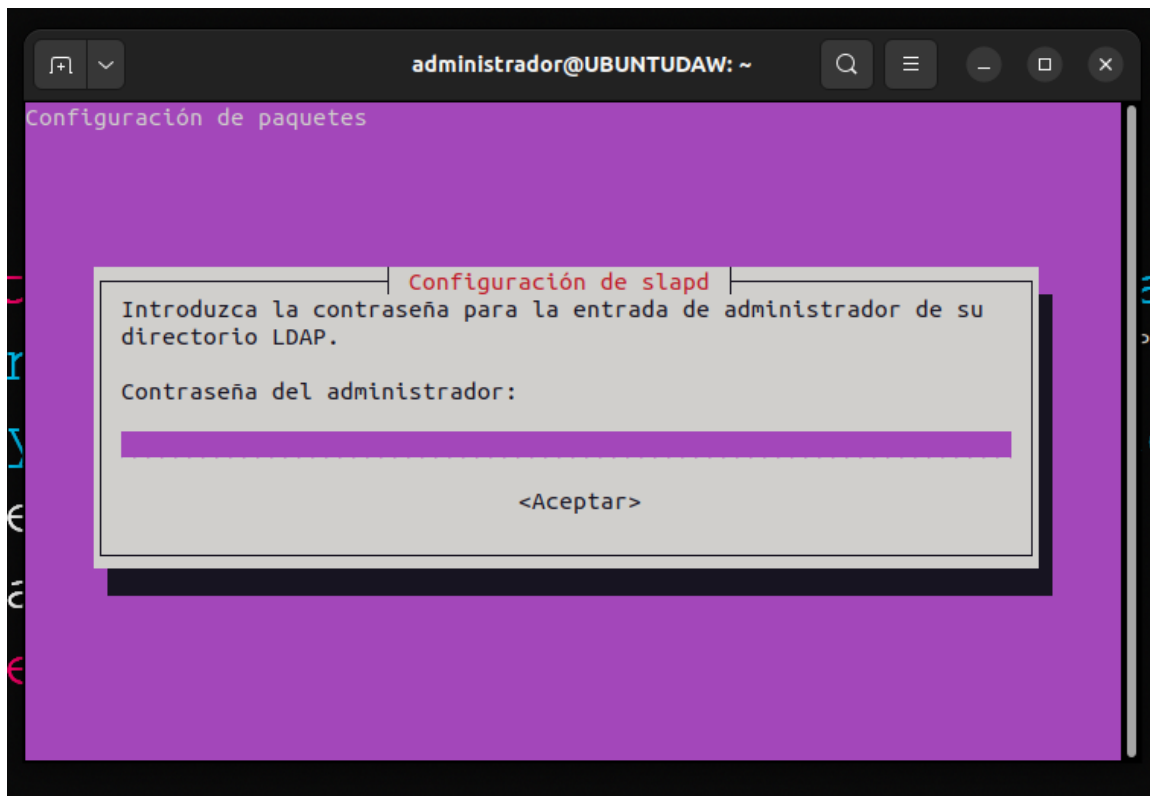 administrador@UBUNTUDAW: ~
Configuración de paquetes
Configuración de slapd
Introduzca la contraseña para la entrada de administrador de su
directorio LDAP.
Contraseña del administrador:
<Aceptar>